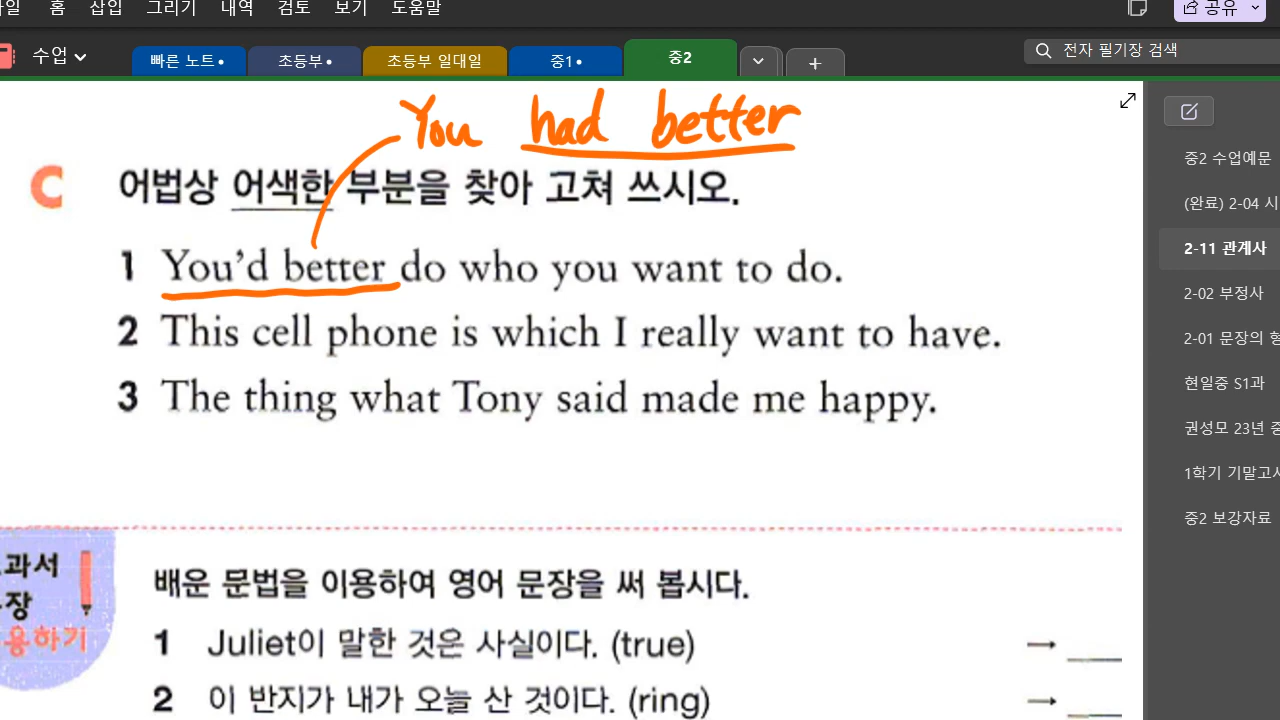 홈 삽입 그리기 내역 검토 보기 도움말 공유
수업 빠른 노트 초등부 초등부 일대일 중1 중2 전자 필기장 검색
You had better
C 어법상 어색한 부분을 찾아 고쳐 쓰시오.
1 You'd better do who you want to do.
2 This cell phone is which I really want to have.
3 The thing what Tony said made me happy.
과서
장
용하기
배운 문법을 이용하여 영어 문장을 써 봅시다.
1 Juliet이 말한 것은 사실이다. (true) → ___
2 이 반지가 내가 오늘 산 것이다. (ring) → ___
중2 수업예문
(완료) 2-04 시
2-11 관계사
2-02 부정사
2-01 문장의 형
현일중 S1과
권성모 23년 중
1학기 기말고사
중2 보강자료